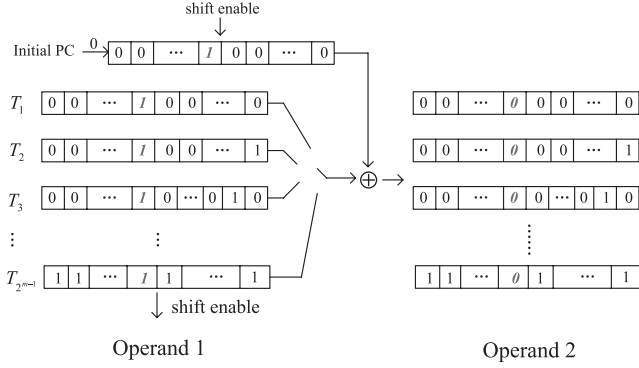 shift enable
Initial PC 0 0 0 ... 1 0 0 ... 0
T1 0 0 ... 1 0 0 ... 0 0 0 ... 0 0 0 ... 0
T2 0 0 ... 1 0 0 ... 1 0 0 ... 0 0 0 ... 1
T3 0 0 ... 1 0 ... 0 1 0 0 0 ... 0 0 ... 0 1 0
⋮ ⋮ ⋮
T2^m-1 1 1 ... 1 1 ... 1 1 1 ... 0 1 ... 1
shift enable
Operand 1 Operand 2